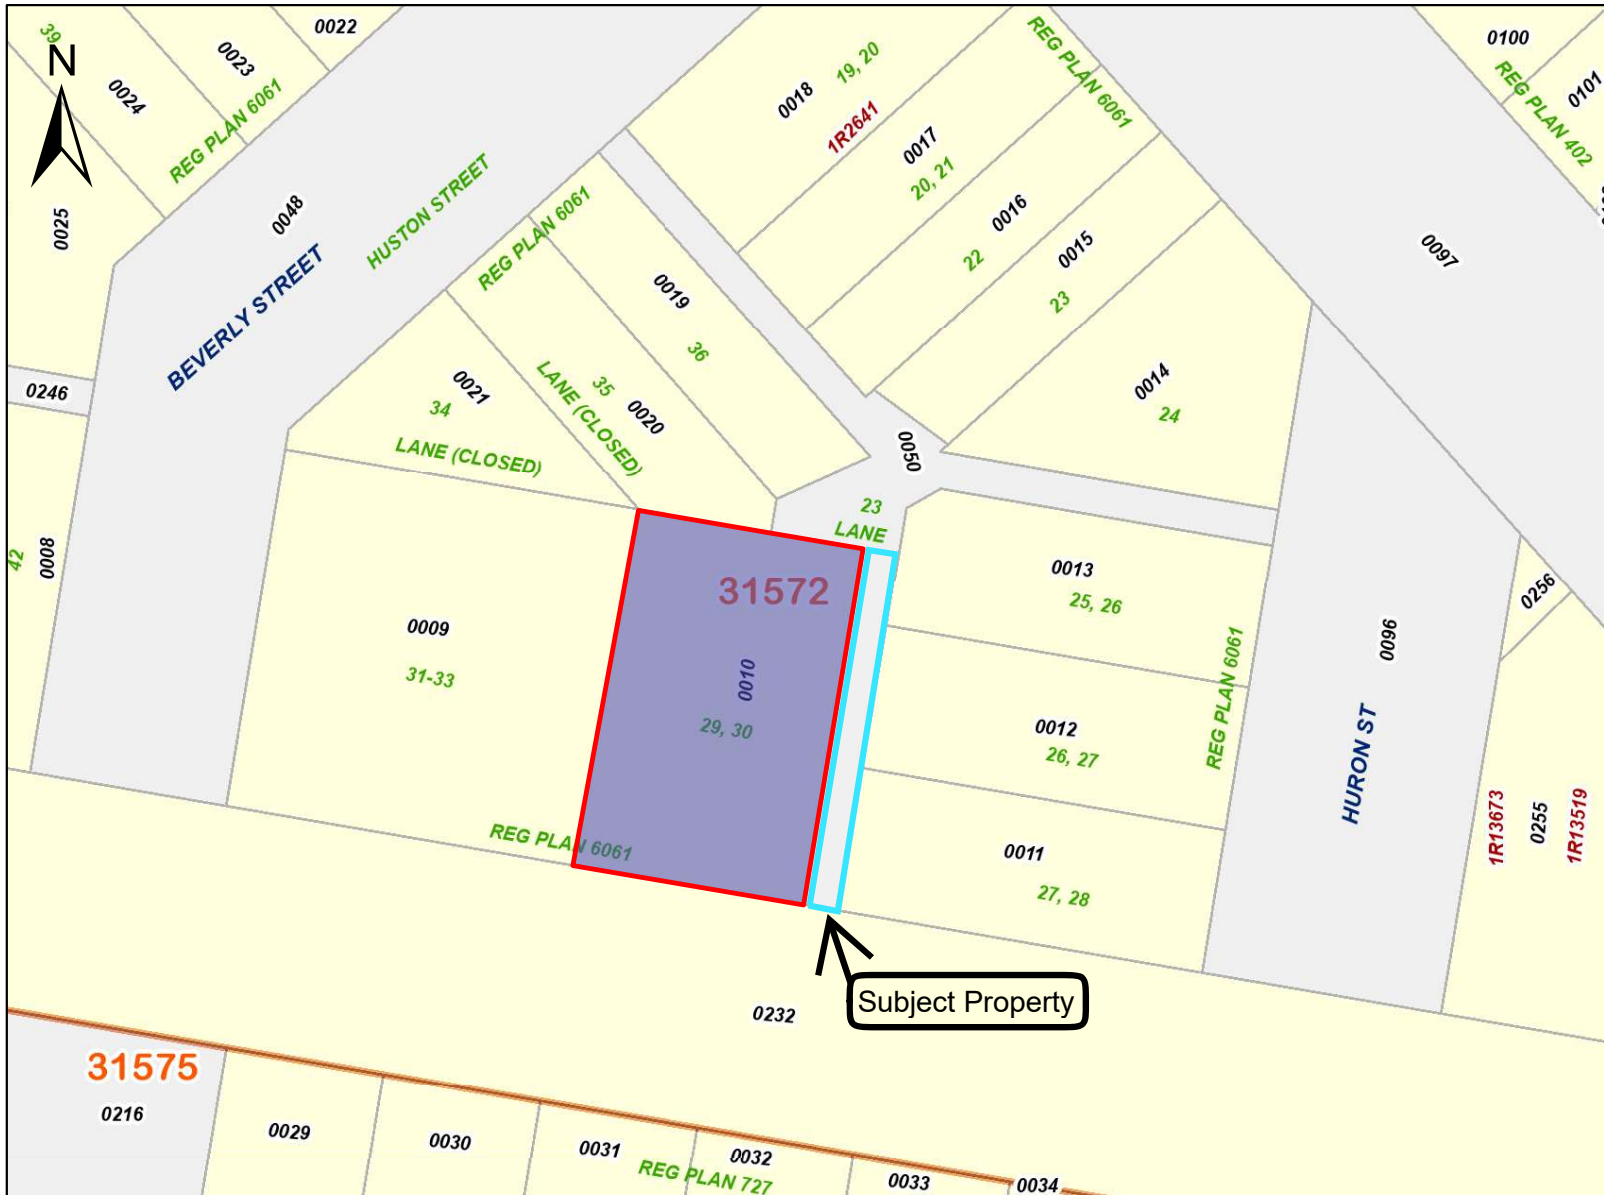 0022
0100
39
N
0023
0024
REG PLAN 6061
0018
19, 20
1R2641
REG PLAN 6061
0101
REG PLAN 402
0017
20, 21
0025
0048
HUSTON STREET
BEVERLY STREET
REG PLAN 6061
0016
22
0015
23
0097
0019
36
0246
0021
34
LANE (CLOSED)
35
0020
LANE (CLOSED)
0014
24
0050
23
LANE
42
0008
31572
0013
25, 26
0256
0009
31-33
0010
29, 30
REG PLAN 6061
0096
HURON ST
0012
26, 27
REG PLAN 6061
0011
27, 28
1R13673
0255
1R13519
Subject Property
0232
31575
0216
0029
0030
0031
0032
REG PLAN 727
0033
0034